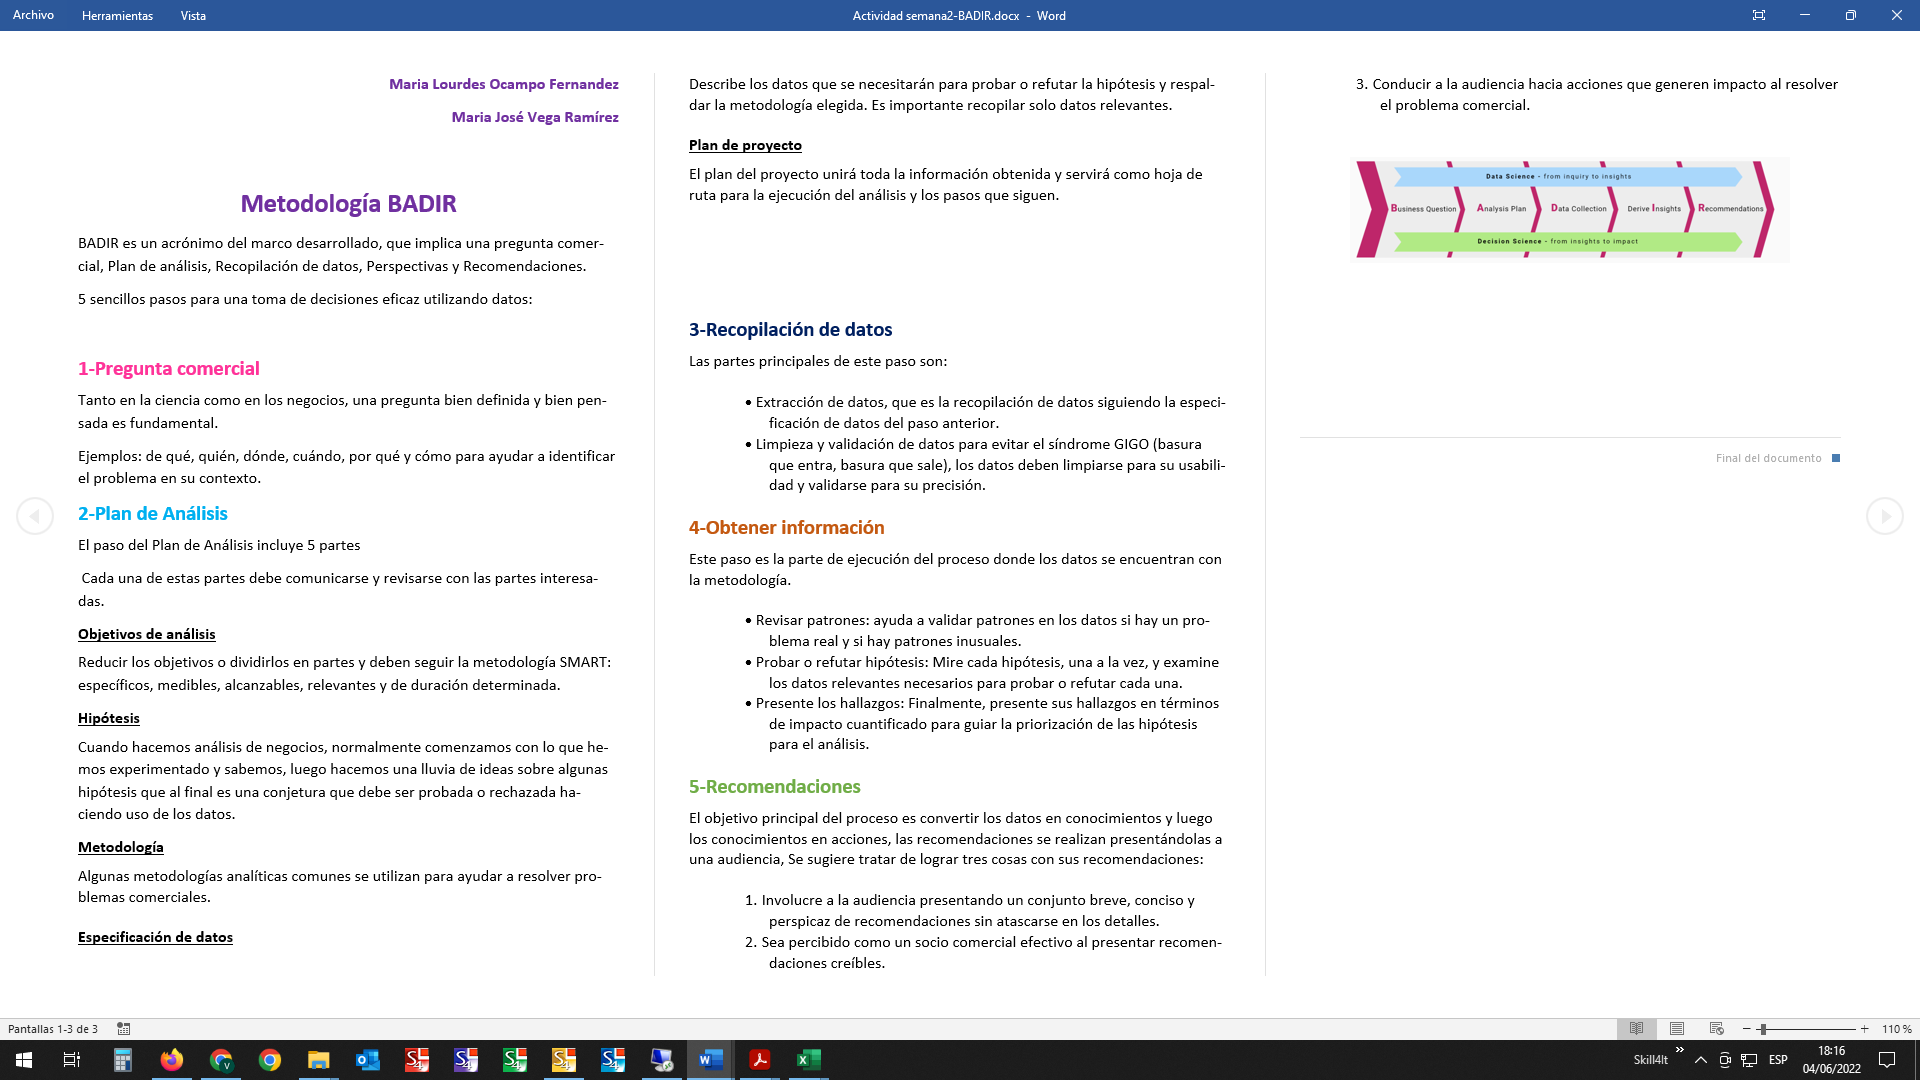 Archivo Herramientas Vista
Actividad semana2-BADIR.docx - Word
Maria Lourdes Ocampo Fernandez
Maria José Vega Ramírez
Metodología BADIR
BADIR es un acrónimo del marco desarrollado, que implica una pregunta comer-
cial, Plan de análisis, Recopilación de datos, Perspectivas y Recomendaciones.
5 sencillos pasos para una toma de decisiones eficaz utilizando datos:
1-Pregunta comercial
Tanto en la ciencia como en los negocios, una pregunta bien definida y bien pen-
sada es fundamental.
Ejemplos: de qué, quién, dónde, cuándo, por qué y cómo para ayudar a identificar
el problema en su contexto.
2-Plan de Análisis
El paso del Plan de Análisis incluye 5 partes
Cada una de estas partes debe comunicarse y revisarse con las partes interesa-
das.
Objetivos de análisis
Reducir los objetivos o dividirlos en partes y deben seguir la metodología SMART:
específicos, medibles, alcanzables, relevantes y de duración determinada.
Hipótesis
Cuando hacemos análisis de negocios, normalmente comenzamos con lo que he-
mos experimentado y sabemos, luego hacemos una lluvia de ideas sobre algunas
hipótesis que al final es una conjetura que debe ser probada o rechazada ha-
ciendo uso de los datos.
Metodología
Algunas metodologías analíticas comunes se utilizan para ayudar a resolver pro-
blemas comerciales.
Especificación de datos
Describe los datos que se necesitarán para probar o refutar la hipótesis y respal-
dar la metodología elegida. Es importante recopilar solo datos relevantes.
Plan de proyecto
El plan del proyecto unirá toda la información obtenida y servirá como hoja de
ruta para la ejecución del análisis y los pasos que siguen.
3-Recopilación de datos
Las partes principales de este paso son:
• Extracción de datos, que es la recopilación de datos siguiendo la especi-
ficación de datos del paso anterior.
• Limpieza y validación de datos para evitar el síndrome GIGO (basura
que entra, basura que sale), los datos deben limpiarse para su usabili-
dad y validarse para su precisión.
4-Obtener información
Este paso es la parte de ejecución del proceso donde los datos se encuentran con
la metodología.
• Revisar patrones: ayuda a validar patrones en los datos si hay un pro-
blema real y si hay patrones inusuales.
• Probar o refutar hipótesis: Mire cada hipótesis, una a la vez, y examine
los datos relevantes necesarios para probar o refutar cada una.
• Presente los hallazgos: Finalmente, presente sus hallazgos en términos
de impacto cuantificado para guiar la priorización de las hipótesis
para el análisis.
5-Recomendaciones
El objetivo principal del proceso es convertir los datos en conocimientos y luego
los conocimientos en acciones, las recomendaciones se realizan presentándolas a
una audiencia, Se sugiere tratar de lograr tres cosas con sus recomendaciones:
1. Involucre a la audiencia presentando un conjunto breve, conciso y
perspicaz de recomendaciones sin atascarse en los detalles.
2. Sea percibido como un socio comercial efectivo al presentar recomen-
daciones creíbles.
3. Conducir a la audiencia hacia acciones que generen impacto al resolver
el problema comercial.
Data Science - from inquiry to insights
Business Question Analysis Plan Data Collection Derive Insights Recommendations
Decision Science - from insights to impact
Final del documento
Pantallas 1-3 de 3
110 %
Skill4It
ESP
18:16
04/06/2022